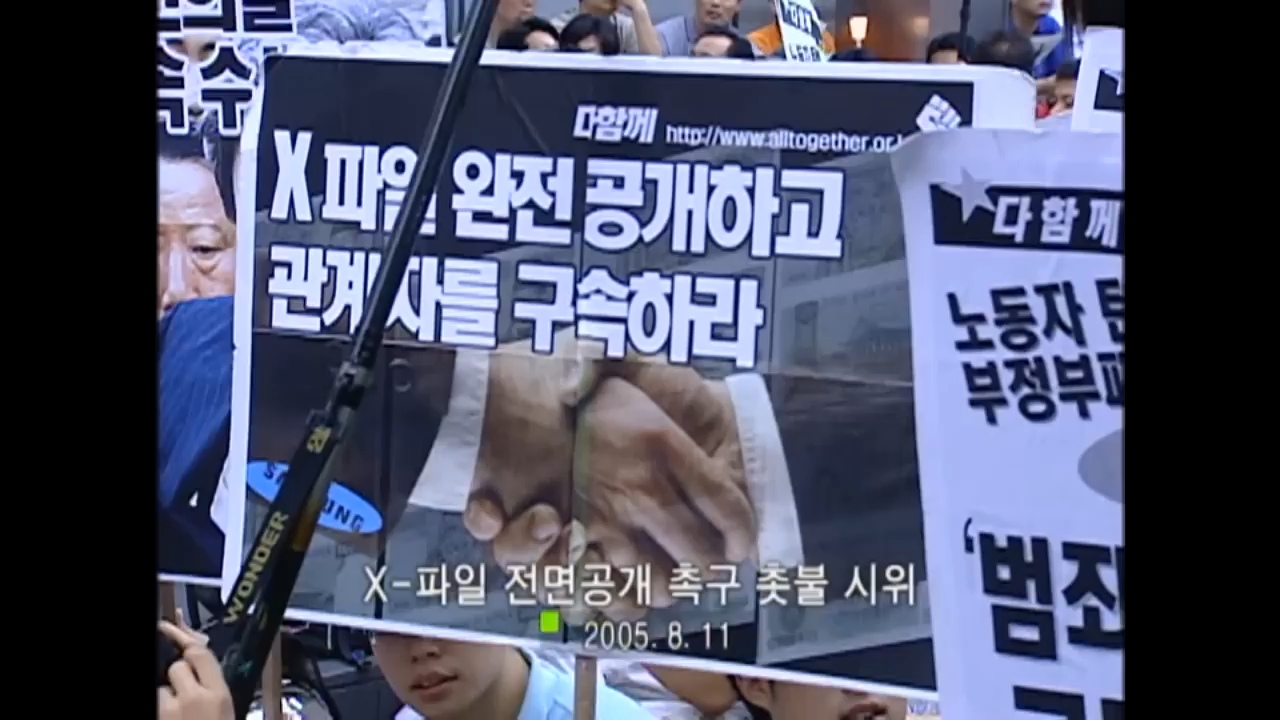 다함께 http://www.alltogether.or.
X 파일 완전 공개하고
관계자를 구속하라
SAMSUNG
WONDER
다함께
노동자
부정부패
'범죄
X-파일 전면공개 촉구 촛불 시위
2005. 8. 11